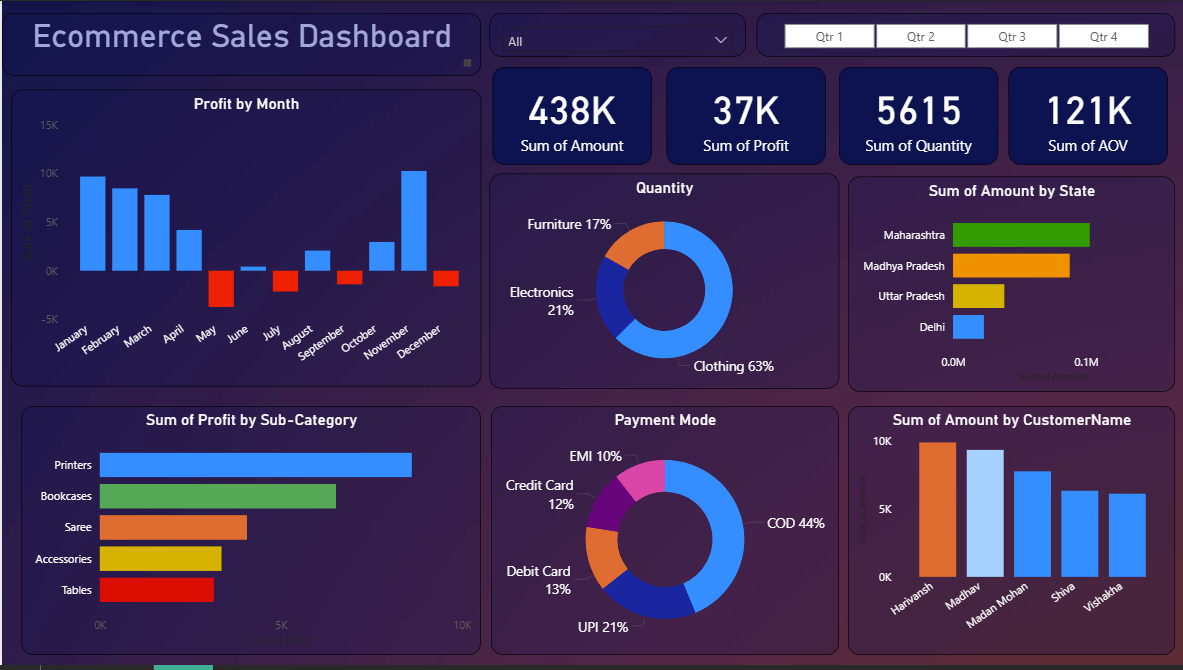 Ecommerce Sales Dashboard
All
Qtr 1
Qtr 2
Qtr 3
Qtr 4
438K
Sum of Amount
37K
Sum of Profit
5615
Sum of Quantity
121K
Sum of AOV
Profit by Month
Sum of Profit
15K
10K
5K
0K
-5K
January
February
March
April
May
June
July
August
September
October
November
December
Quantity
Furniture 17%
Electronics
21%
Clothing 63%
Sum of Amount by State
Maharashtra
Madhya Pradesh
Uttar Pradesh
Delhi
0.0M
0.1M
Sum of Amount
Sum of Profit by Sub-Category
Printers
Bookcases
Saree
Accessories
Tables
0K
5K
10K
Payment Mode
EMI 10%
Credit Card
12%
Debit Card
13%
UPI 21%
COD 44%
Sum of Amount by CustomerName
Sum of Amount
10K
5K
0K
Harivansh
Madhav
Madan Mohan
Shiva
Vishakha